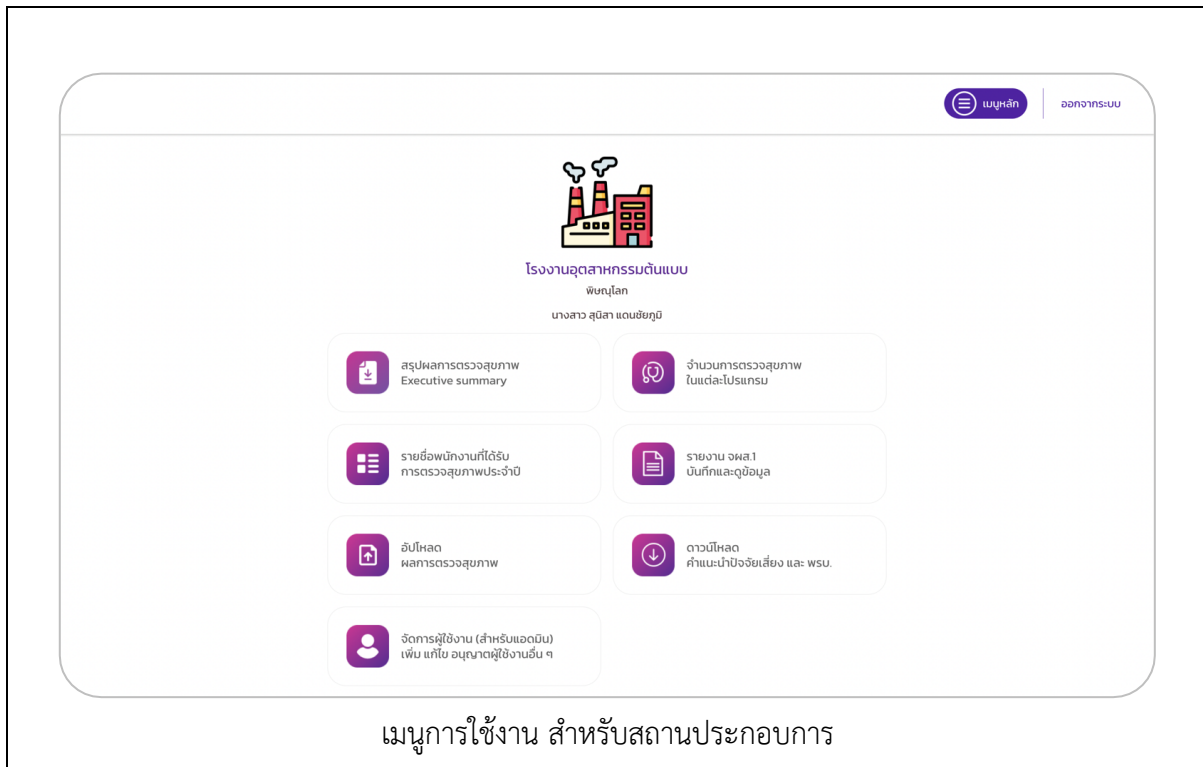 เมนูหลัก
ออกจากระบบ
โรงงานอุตสาหกรรมต้นแบบ
พิษณุโลก
นางสาว สุนิสา แดนชัยภูมิ
สรุปผลการตรวจสุขภาพ
Executive summary
จำนวนการตรวจสุขภาพ
ในแต่ละโปรแกรม
รายชื่อพนักงานที่ได้รับ
การตรวจสุขภาพประจำปี
รายงาน จผส.1
บันทึกและดูข้อมูล
อัปโหลด
ผลการตรวจสุขภาพ
ดาวน์โหลด
คำแนะนำปัจจัยเสี่ยง และ พรบ.
จัดการผู้ใช้งาน (สำหรับแอดมิน)
เพิ่ม แก้ไข อนุญาตผู้ใช้งานอื่น ๆ
เมนูการใช้งาน สำหรับสถานประกอบการ